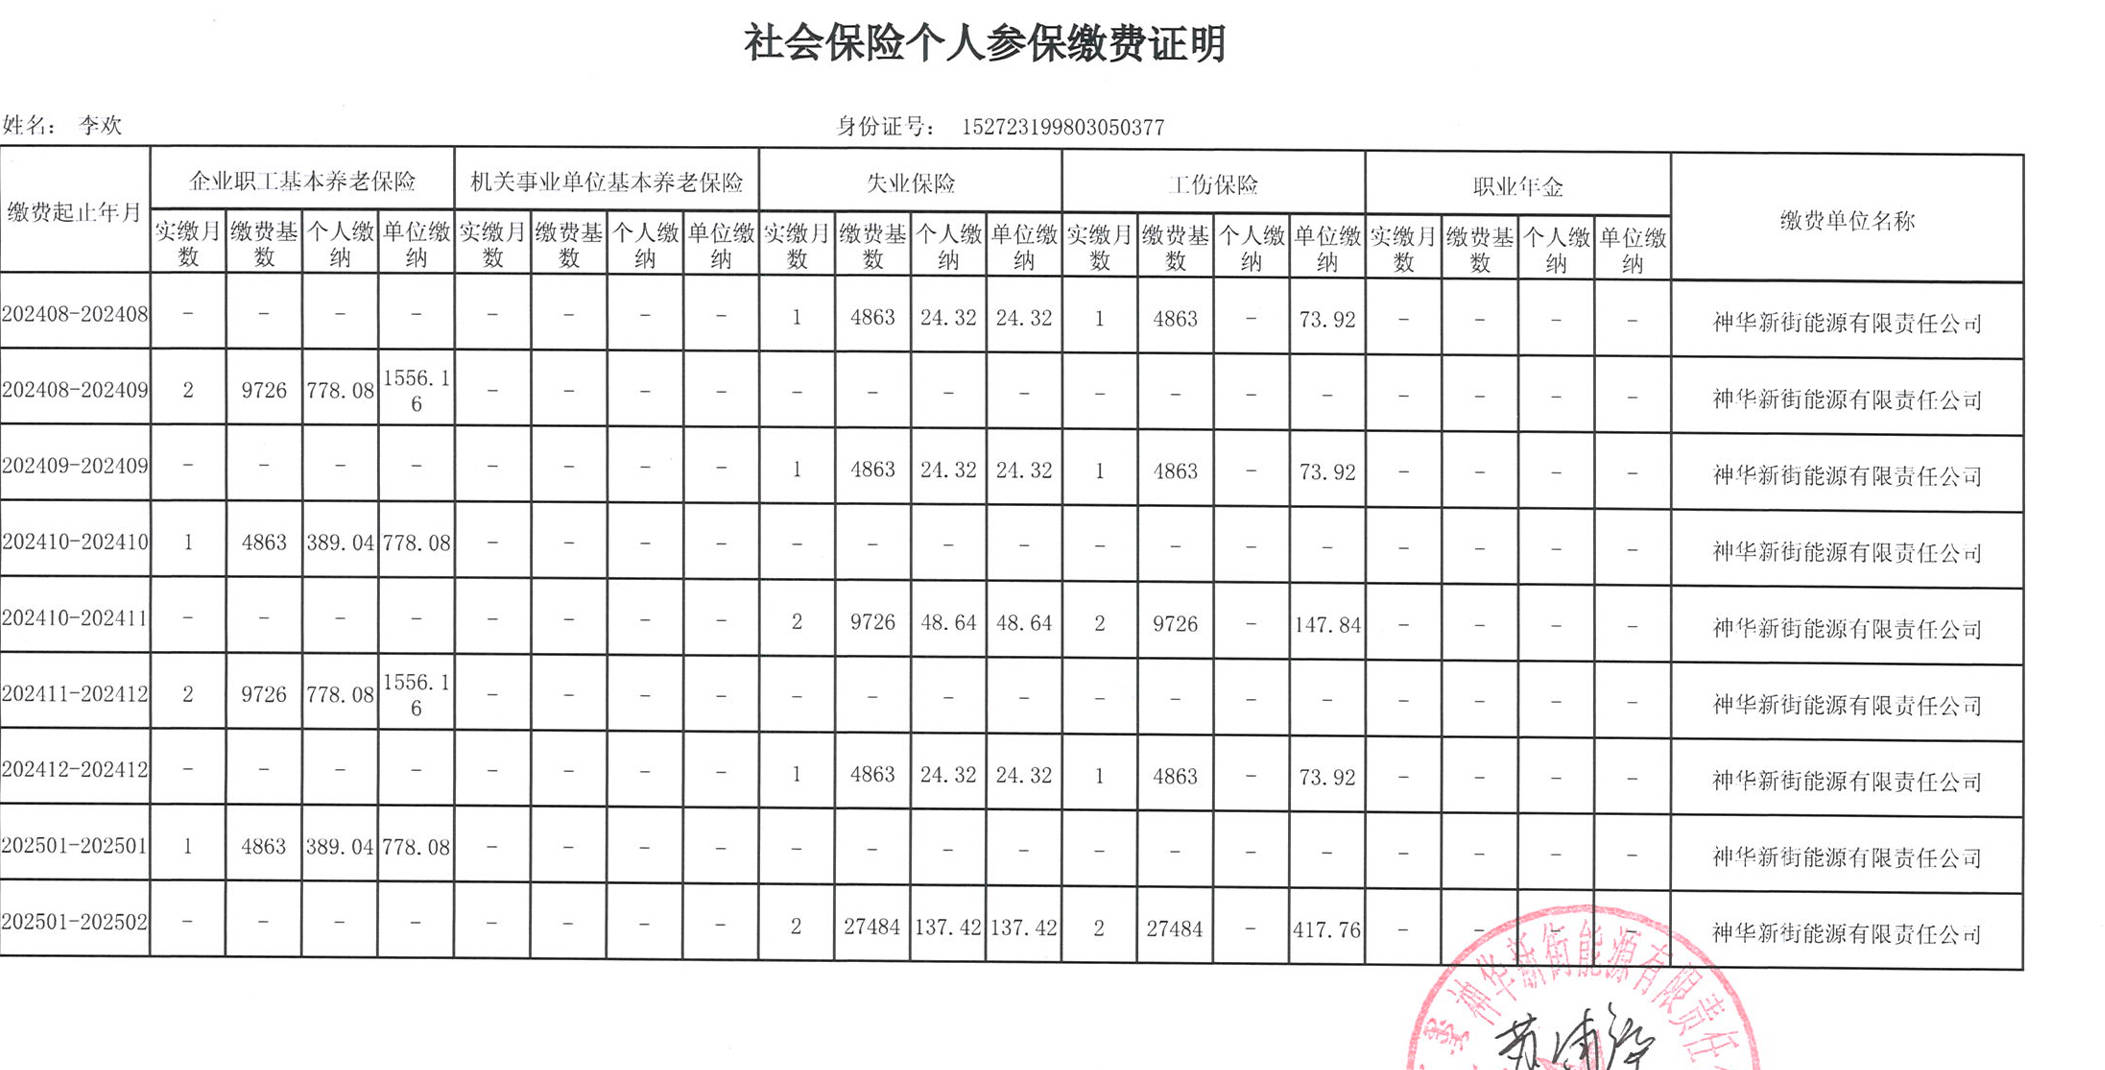 社会保险个人参保缴费证明
姓名： 李欢 身份证号： 152723199803050377
缴费起止年月 企业职工基本养老保险 机关事业单位基本养老保险 失业保险 工伤保险 职业年金 缴费单位名称
实缴月数 缴费基数 个人缴纳 单位缴纳 实缴月数 缴费基数 个人缴纳 单位缴纳 实缴月数 缴费基数 个人缴纳 单位缴纳 实缴月数 缴费基数 个人缴纳 单位缴纳 实缴月数 缴费基数 个人缴纳 单位缴纳
202408-202408 - - - - - - - - 1 4863 24.32 24.32 1 4863 - 73.92 - - - - 神华新街能源有限责任公司
202408-202409 2 9726 778.08 1556.16 - - - - - - - - - - - - - - - - 神华新街能源有限责任公司
202409-202409 - - - - - - - - 1 4863 24.32 24.32 1 4863 - 73.92 - - - - 神华新街能源有限责任公司
202410-202410 1 4863 389.04 778.08 - - - - - - - - - - - - - - - - 神华新街能源有限责任公司
202410-202411 - - - - - - - - 2 9726 48.64 48.64 2 9726 - 147.84 - - - - 神华新街能源有限责任公司
202411-202412 2 9726 778.08 1556.16 - - - - - - - - - - - - - - - - 神华新街能源有限责任公司
202412-202412 - - - - - - - - 1 4863 24.32 24.32 1 4863 - 73.92 - - - - 神华新街能源有限责任公司
202501-202501 1 4863 389.04 778.08 - - - - - - - - - - - - - - - - 神华新街能源有限责任公司
202501-202502 - - - - - - - - 2 27484 137.42 137.42 2 27484 - 417.76 - - - - 神华新街能源有限责任公司
神华新街能源有限责任